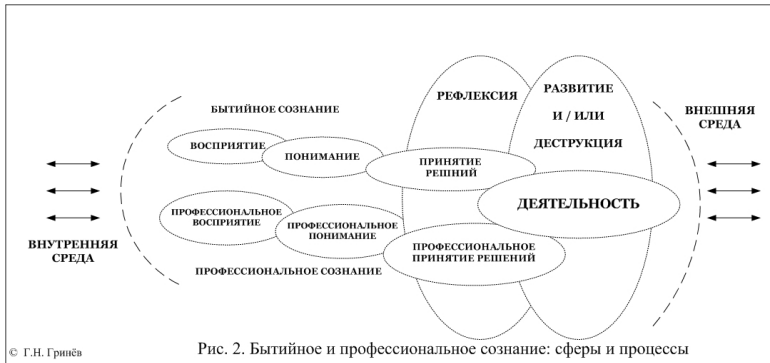 БЫТИЙНОЕ СОЗНАНИЕ
ВОСПРИЯТИЕ
ПОНИМАНИЕ
ПРИНЯТИЕ
РЕШНИЙ
РЕФЛЕКСИЯ
РАЗВИТИЕ
И / ИЛИ
ДЕСТРУКЦИЯ
ВНЕШНЯЯ
СРЕДА
ДЕЯТЕЛЬНОСТЬ
ПРОФЕССИОНАЛЬНОЕ
ВОСПРИЯТИЕ
ПРОФЕССИОНАЛЬНОЕ
ПОНИМАНИЕ
ПРОФЕССИОНАЛЬНОЕ
ПРИНЯТИЕ РЕШЕНИЙ
ВНУТРЕННЯЯ
СРЕДА
ПРОФЕССИОНАЛЬНОЕ СОЗНАНИЕ
© Г.Н. Гринёв
Рис. 2. Бытийное и профессиональное сознание: сферы и процессы